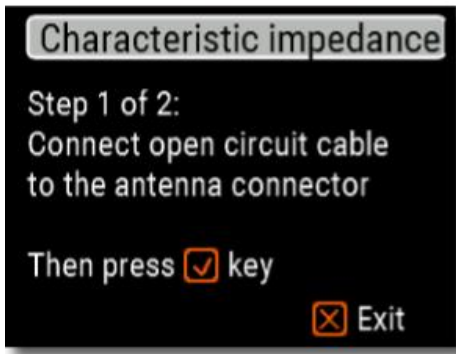 Characteristic impedance
Step 1 of 2:
Connect open circuit cable
to the antenna connector
Then press key
Exit